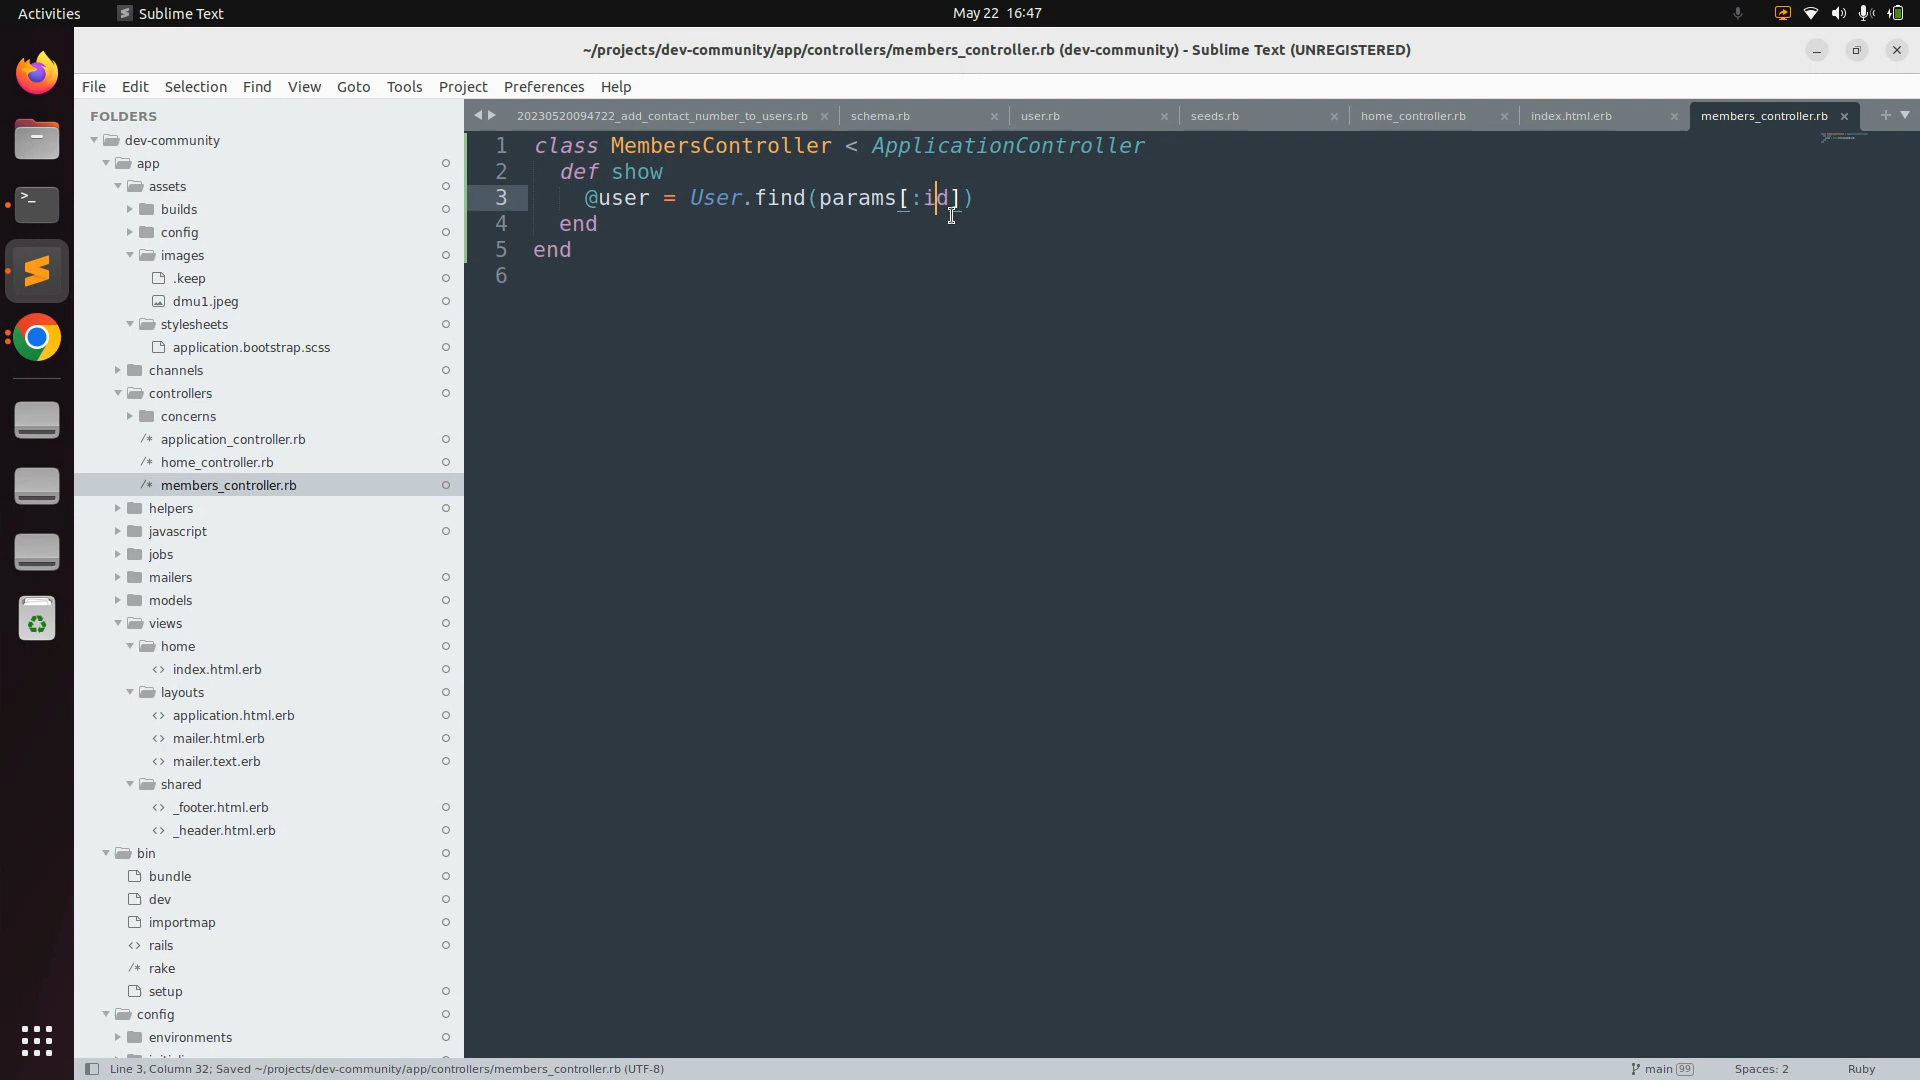 Activities
Sublime Text
May 22 16:47
~/projects/dev-community/app/controllers/members_controller.rb (dev-community) - Sublime Text (UNREGISTERED)
File Edit Selection Find View Goto Tools Project Preferences Help
FOLDERS
dev-community
app
assets
builds
config
images
.keep
dmu1.jpeg
stylesheets
application.bootstrap.scss
channels
controllers
concerns
/* application_controller.rb
/* home_controller.rb
/* members_controller.rb
helpers
javascript
jobs
mailers
models
views
home
<> index.html.erb
layouts
<> application.html.erb
<> mailer.html.erb
<> mailer.text.erb
shared
<> _footer.html.erb
<> _header.html.erb
bin
bundle
dev
importmap
<> rails
/* rake
setup
config
environments
20230520094722_add_contact_number_to_users.rb
schema.rb
user.rb
seeds.rb
home_controller.rb
index.html.erb
members_controller.rb
1 class MembersController < ApplicationController
2 def show
3 @user = User.find(params[:id])
4 end
5 end
6
Line 3, Column 32; Saved ~/projects/dev-community/app/controllers/members_controller.rb (UTF-8)
main 99
Spaces: 2
Ruby